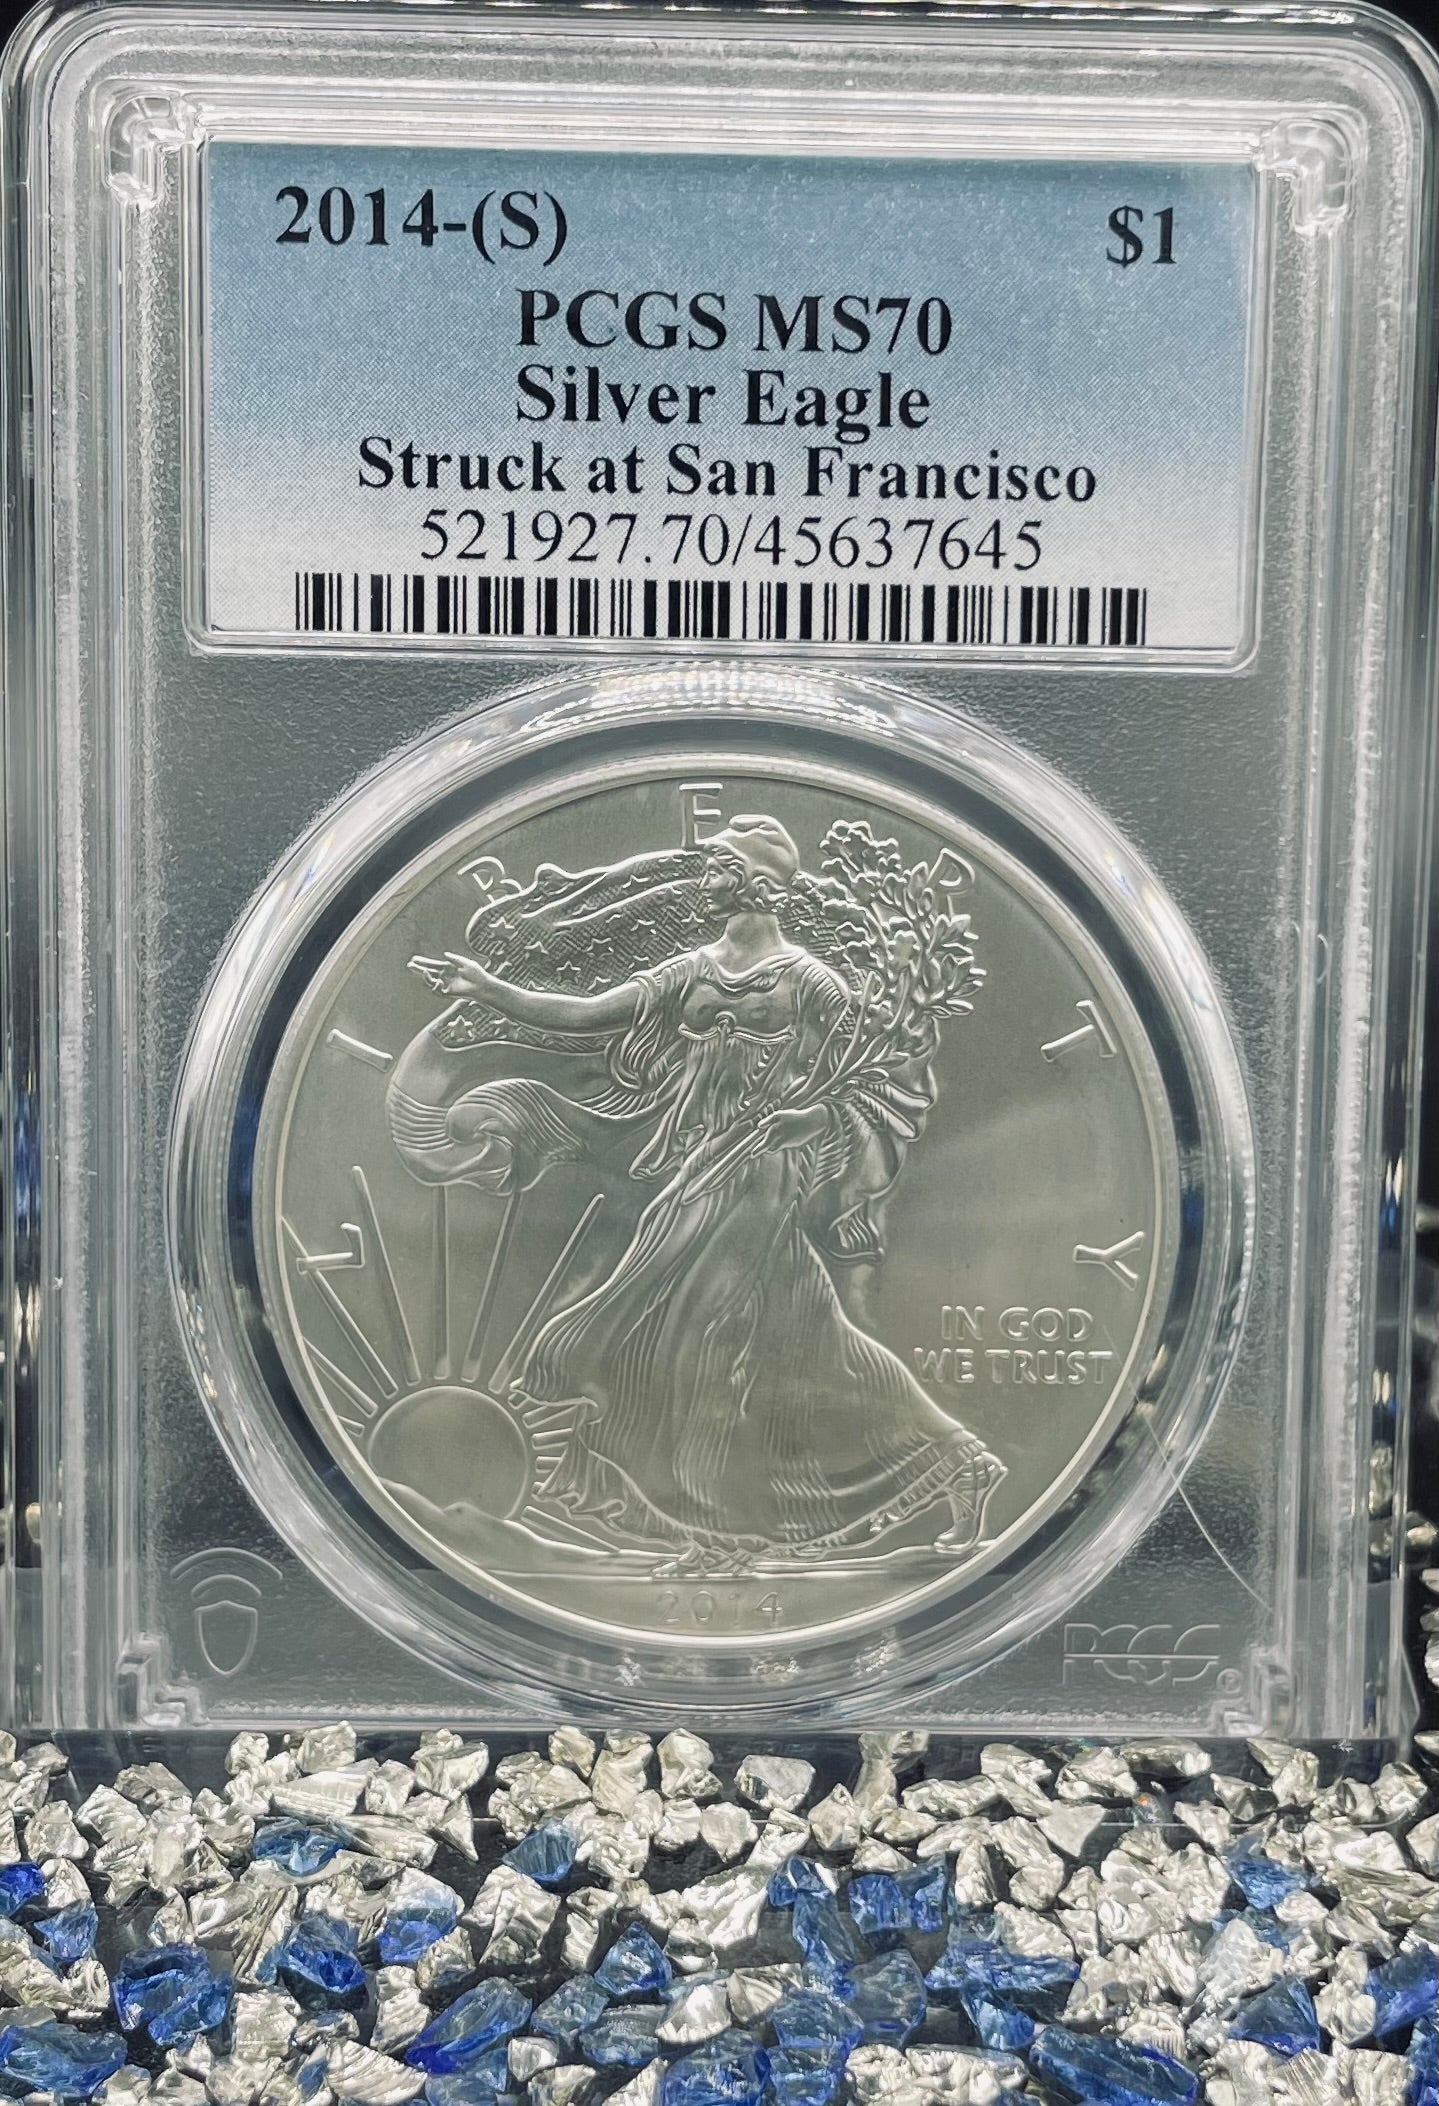 2014-(S) $1
PCGS MS70
Silver Eagle
Struck at San Francisco
521927.70/45637645
LIBERTY
IN GOD
WE TRUST
2014
PCGS